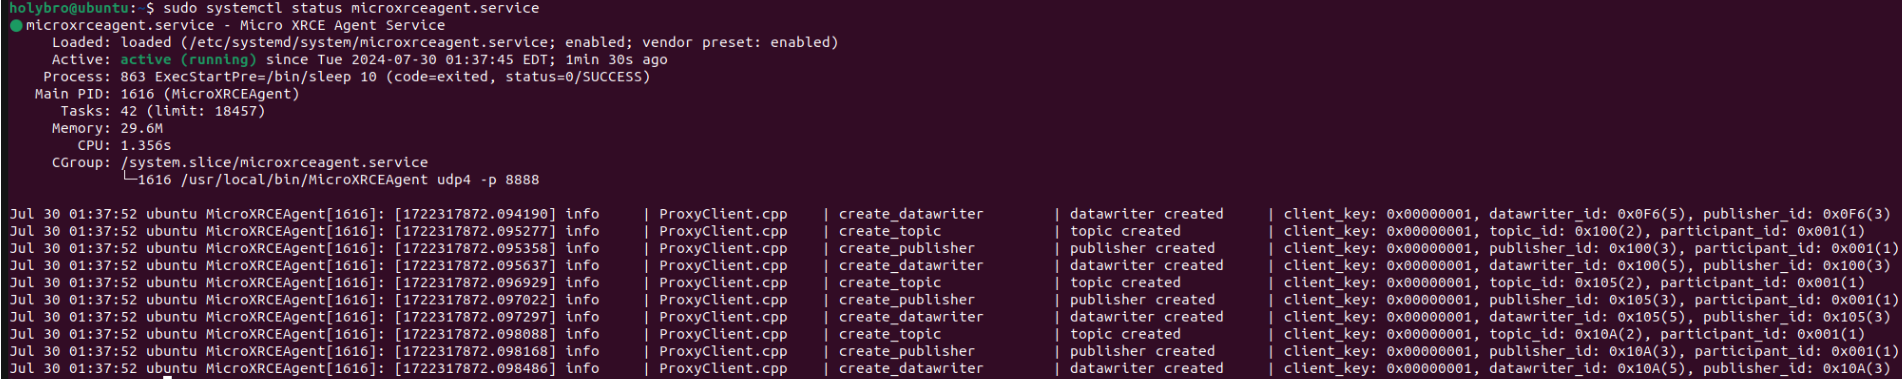 holybro@ubuntu:~$ sudo systemctl status microxrceagent.service
● microxrceagent.service - Micro XRCE Agent Service
Loaded: loaded (/etc/systemd/system/microxrceagent.service; enabled; vendor preset: enabled)
Active: active (running) since Tue 2024-07-30 01:37:45 EDT; 1min 30s ago
Process: 863 ExecStartPre=/bin/sleep 10 (code=exited, status=0/SUCCESS)
Main PID: 1616 (MicroXRCEAgent)
Tasks: 42 (limit: 18457)
Memory: 29.6M
CPU: 1.356s
CGroup: /system.slice/microxrceagent.service
└─1616 /usr/local/bin/MicroXRCEAgent udp4 -p 8888
Jul 30 01:37:52 ubuntu MicroXRCEAgent[1616]: [1722317872.094190] info | ProxyClient.cpp | create_datawriter | datawriter created | client_key: 0x00000001, datawriter_id: 0x0F6(5), publisher_id: 0x0F6(3)
Jul 30 01:37:52 ubuntu MicroXRCEAgent[1616]: [1722317872.095277] info | ProxyClient.cpp | create_topic | topic created | client_key: 0x00000001, topic_id: 0x100(2), participant_id: 0x001(1)
Jul 30 01:37:52 ubuntu MicroXRCEAgent[1616]: [1722317872.095358] info | ProxyClient.cpp | create_publisher | publisher created | client_key: 0x00000001, publisher_id: 0x100(3), participant_id: 0x001(1)
Jul 30 01:37:52 ubuntu MicroXRCEAgent[1616]: [1722317872.095637] info | ProxyClient.cpp | create_datawriter | datawriter created | client_key: 0x00000001, datawriter_id: 0x100(5), publisher_id: 0x100(3)
Jul 30 01:37:52 ubuntu MicroXRCEAgent[1616]: [1722317872.096929] info | ProxyClient.cpp | create_topic | topic created | client_key: 0x00000001, topic_id: 0x105(2), participant_id: 0x001(1)
Jul 30 01:37:52 ubuntu MicroXRCEAgent[1616]: [1722317872.097022] info | ProxyClient.cpp | create_publisher | publisher created | client_key: 0x00000001, publisher_id: 0x105(3), participant_id: 0x001(1)
Jul 30 01:37:52 ubuntu MicroXRCEAgent[1616]: [1722317872.097297] info | ProxyClient.cpp | create_datawriter | datawriter created | client_key: 0x00000001, datawriter_id: 0x105(5), publisher_id: 0x105(3)
Jul 30 01:37:52 ubuntu MicroXRCEAgent[1616]: [1722317872.098088] info | ProxyClient.cpp | create_topic | topic created | client_key: 0x00000001, topic_id: 0x10A(2), participant_id: 0x001(1)
Jul 30 01:37:52 ubuntu MicroXRCEAgent[1616]: [1722317872.098168] info | ProxyClient.cpp | create_publisher | publisher created | client_key: 0x00000001, publisher_id: 0x10A(3), participant_id: 0x001(1)
Jul 30 01:37:52 ubuntu MicroXRCEAgent[1616]: [1722317872.098486] info | ProxyClient.cpp | create_datawriter | datawriter created | client_key: 0x00000001, datawriter_id: 0x10A(5), publisher_id: 0x10A(3)